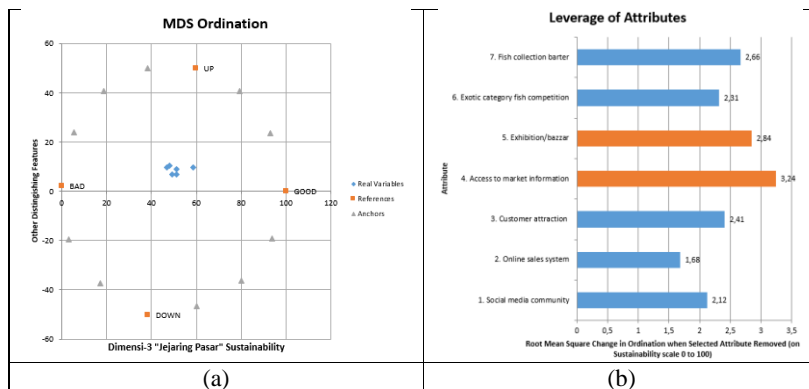 MDS Ordination
60
40
20
0
-20
-40
-60
0 20 40 60 80 100 120
UP
BAD
GOOD
DOWN
Other Distinguishing Features
Dimensi-3 "Jejaring Pasar" Sustainability
Real Variables
References
Anchors
(a)
Leverage of Attributes
Attribute
7. Fish collection barter 2,66
6. Exotic category fish competition 2,31
5. Exhibition/bazzar 2,84
4. Access to market information 3,24
3. Customer attraction 2,41
2. Online sales system 1,68
1. Social media community 2,12
0 0,5 1 1,5 2 2,5 3 3,5
Root Mean Square Change in Ordination when Selected Attribute Removed (on
Sustainability scale 0 to 100)
(b)